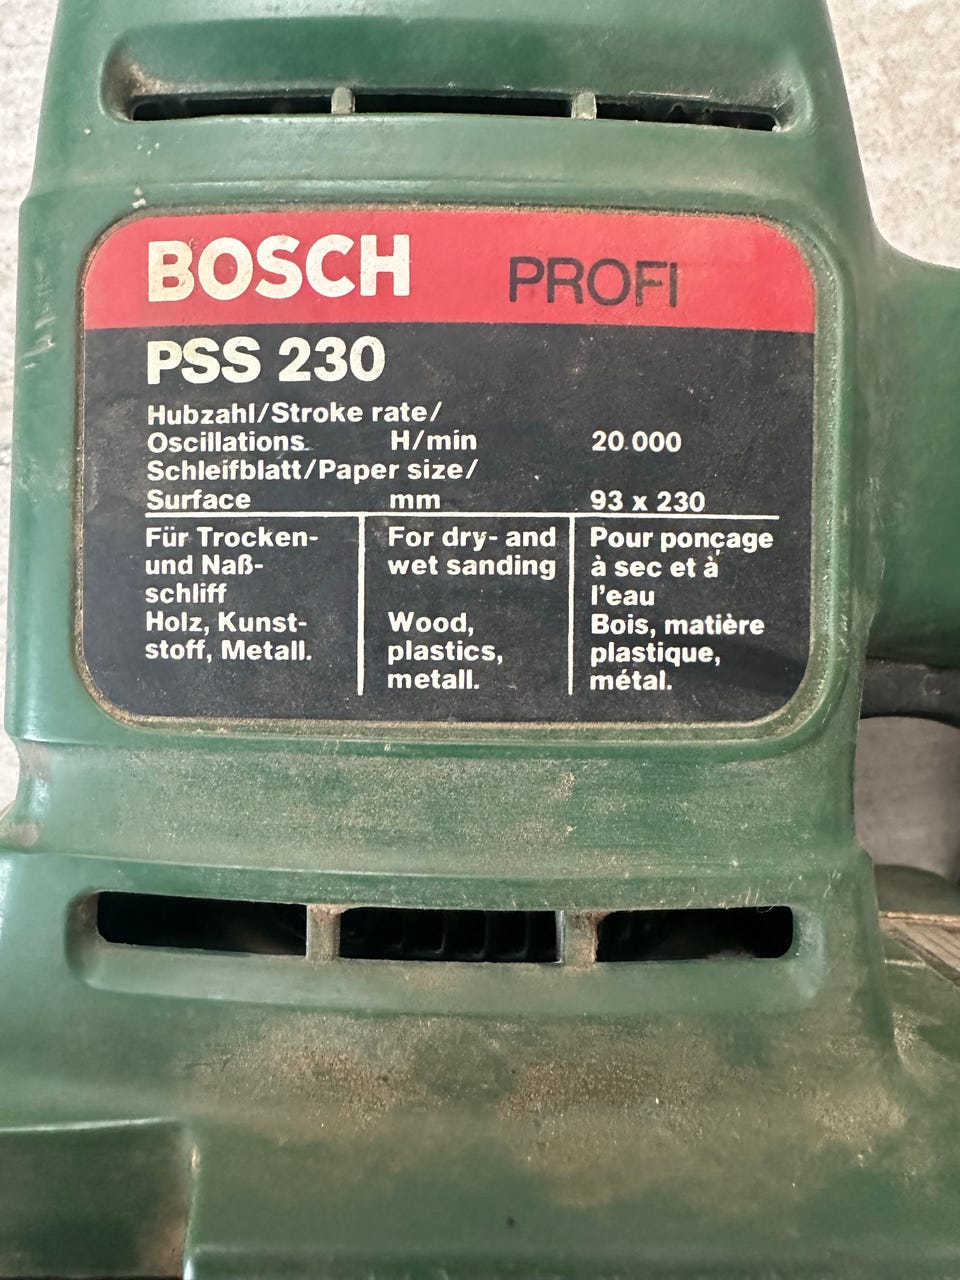 BOSCH PROFI
PSS 230
Hubzahl/Stroke rate/
Oscillations H/min 20.000
Schleifblatt/Paper size/
Surface mm 93 x 230
Für Trocken-
und Naß-
schliff
Holz, Kunst-
stoff, Metall.
For dry- and
wet sanding
Wood,
plastics,
metall.
Pour ponçage
à sec et à
l'eau
Bois, matière
plastique,
métal.